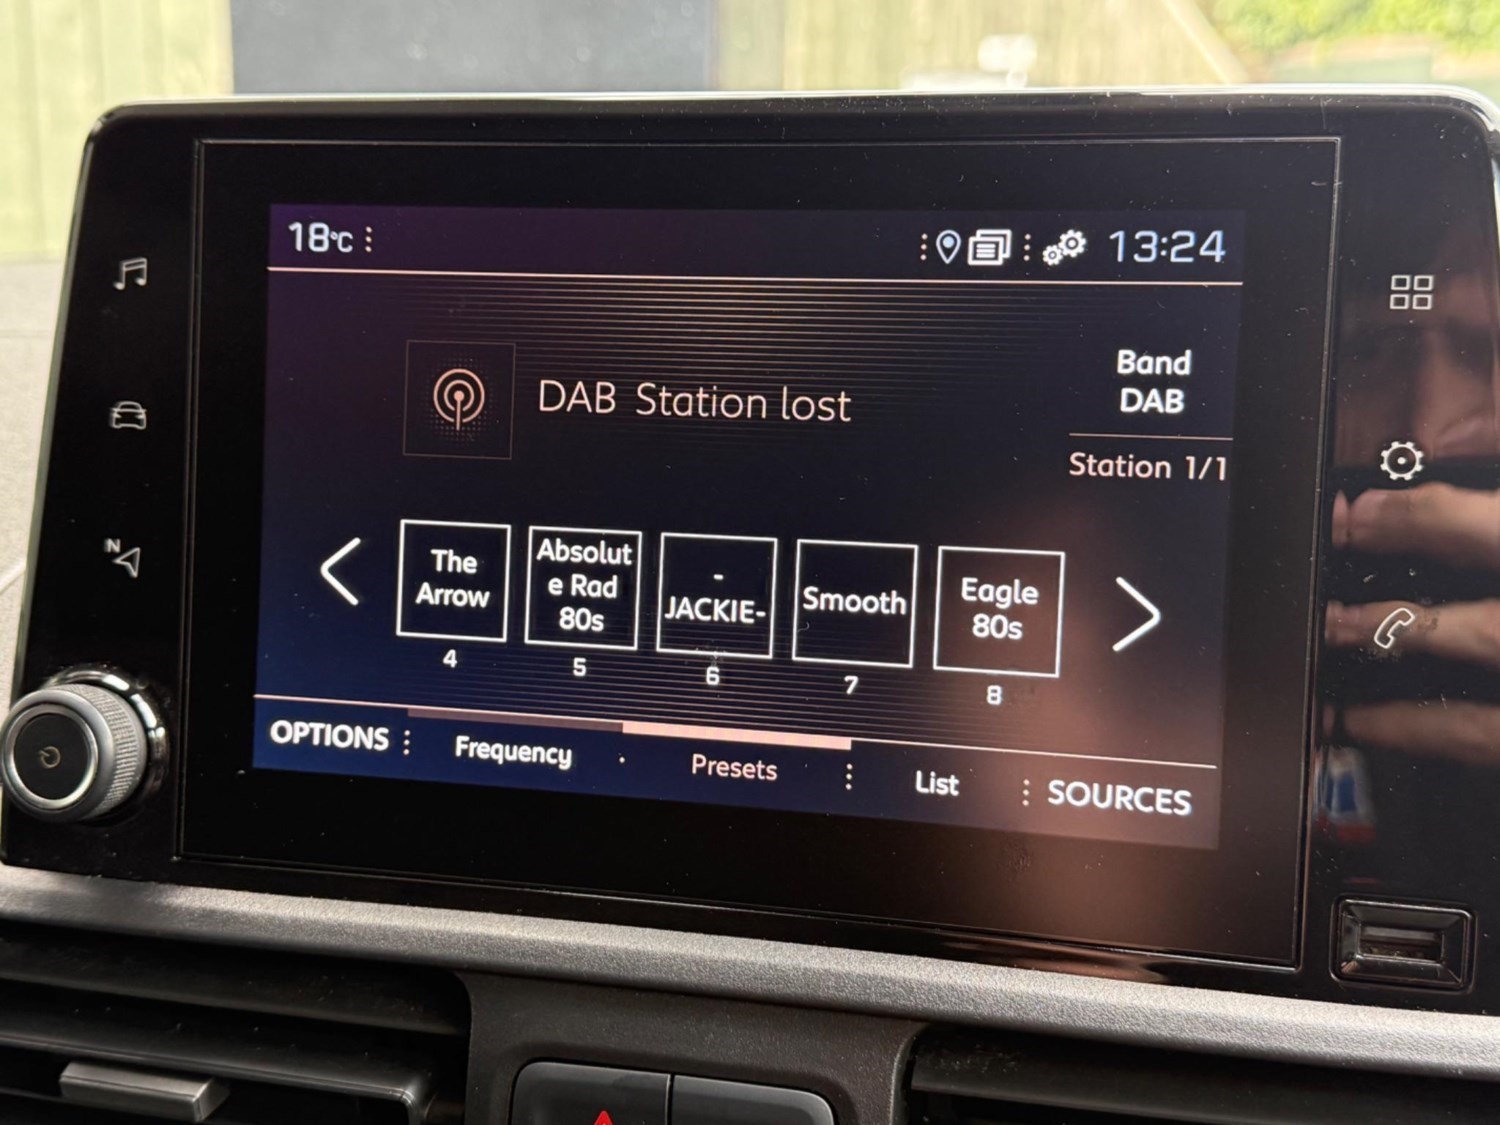 18°C
13:24
Band
DAB
DAB Station lost
Station 1/1
The
Arrow
4
Absolut
e Rad
80s
5
-
JACKIE-
6
Smooth
7
Eagle
80s
8
OPTIONS
Frequency
Presets
List
SOURCES
N